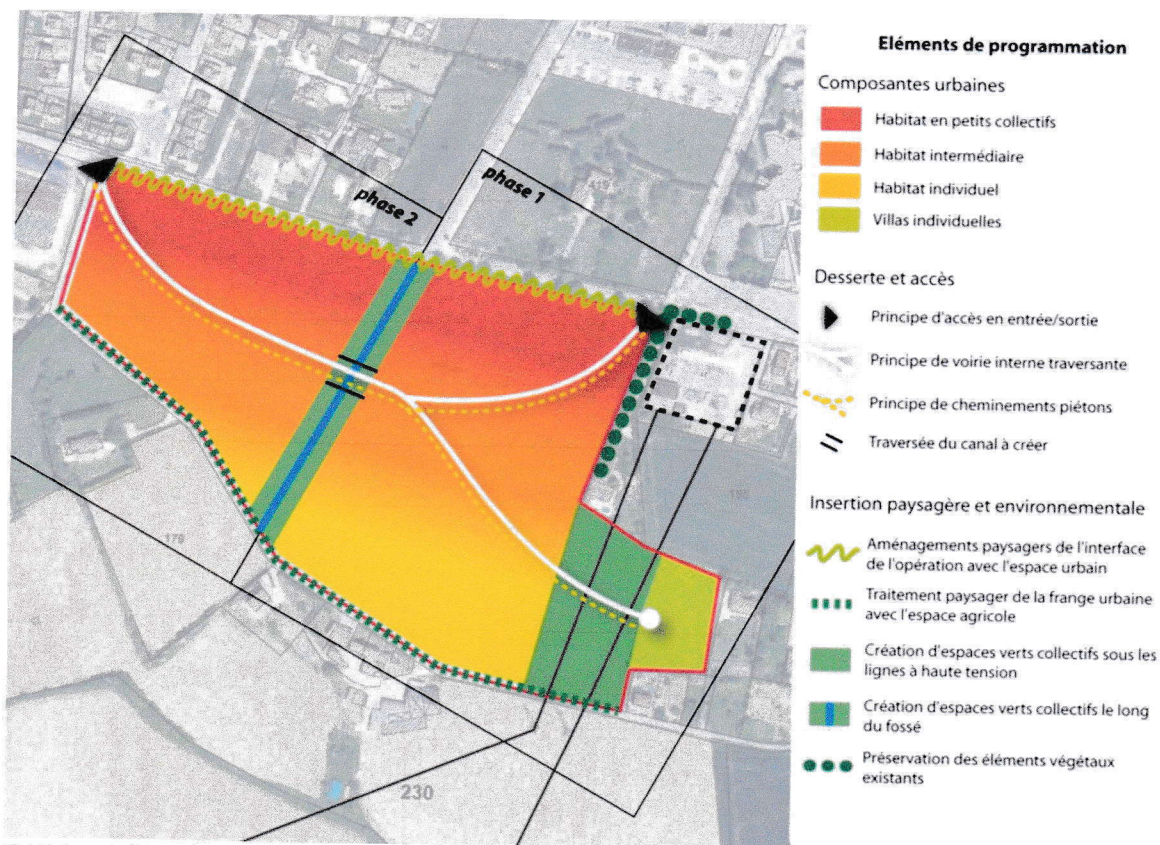 Eléments de programmation
Composantes urbaines
Habitat en petits collectifs
Habitat intermédiaire
Habitat individuel
Villas individuelles
Desserte et accès
Principe d'accès en entrée/sortie
Principe de voirie interne traversante
Principe de cheminements piétons
Traversée du canal à créer
Insertion paysagère et environnementale
Aménagements paysagers de l'interface
de l'opération avec l'espace urbain
Traitement paysager de la frange urbaine
avec l'espace agricole
Création d'espaces verts collectifs sous les
lignes à haute tension
Création d'espaces verts collectifs le long
du fossé
Préservation des éléments végétaux
existants
phase 1
phase 2
179
230